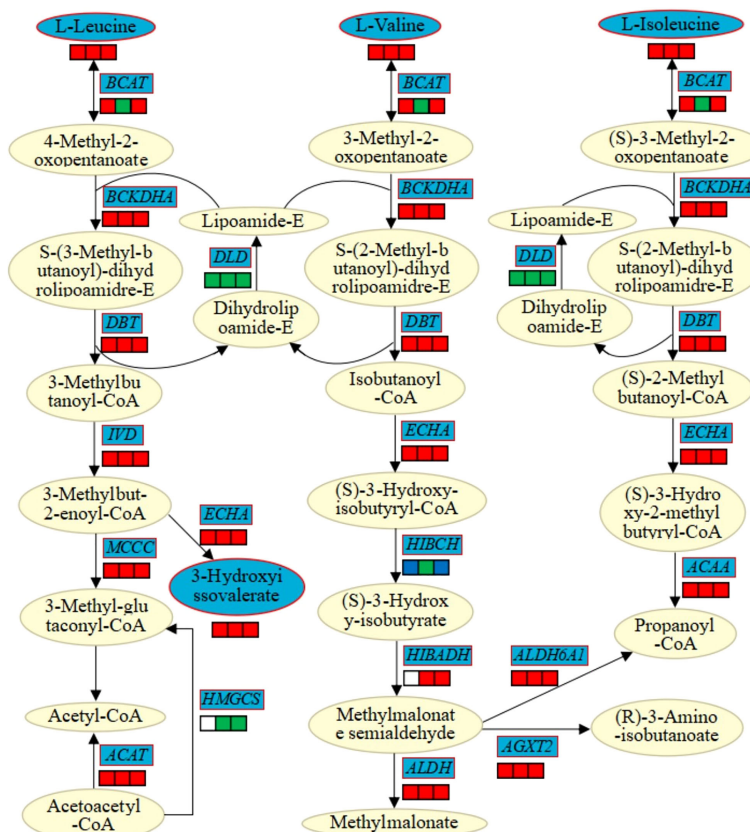 L-Leucine
BCAT
4-Methyl-2-
oxopentanoate
BCKDHA
S-(3-Methyl-b
utanoyl)-dihyd
rolipoamidre-E
DBT
3-Methylbu
tanoyl-CoA
IVD
3-Methylbut-
2-enoyl-CoA
ECHA
3-Hydroxyi
ssovalerate
MCCC
3-Methyl-glu
taconyl-CoA
HMGCS
Acetyl-CoA
ACAT
Acetoacetyl
-CoA
Lipoamide-E
DLD
Dihydrolip
oamide-E
L-Valine
BCAT
3-Methyl-2-
oxopentanoate
BCKDHA
S-(2-Methyl-b
utanoyl)-dihyd
rolipoamidre-E
DBT
Isobutanoyl
-CoA
ECHA
(S)-3-Hydroxy-
isobutyryl-CoA
HIBCH
(S)-3-Hydrox
y-isobutyrate
HIBADH
Methylmalonat
e semialdehyde
ALDH
Methylmalonate
ALDH6A1
AGXT2
(R)-3-Amino
-isobutanoate
L-Isoleucine
BCAT
(S)-3-Methyl-2-
oxopentanoate
BCKDHA
Lipoamide-E
DLD
Dihydrolip
oamide-E
S-(2-Methyl-b
utanoyl)-dihyd
rolipoamidre-E
DBT
(S)-2-Methyl
butanoyl-CoA
ECHA
(S)-3-Hydro
xy-2-methyl
butyryl-CoA
ACAA
Propanoyl
-CoA